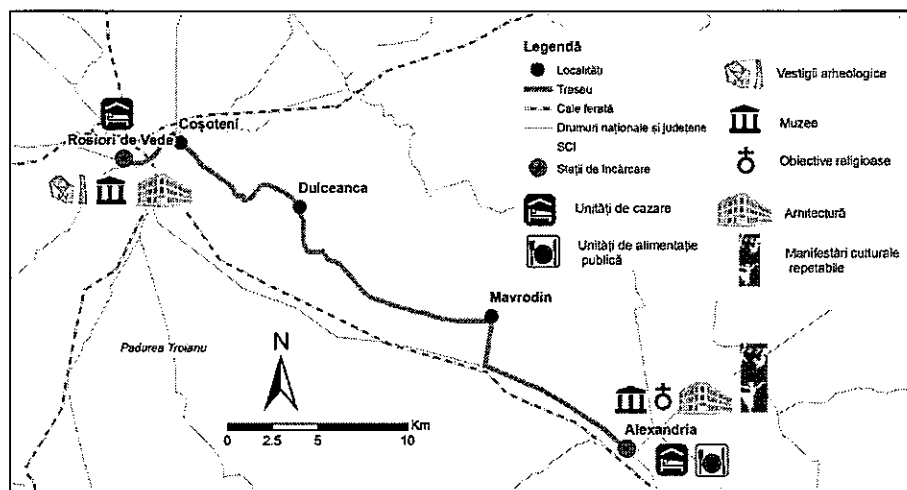 Legendă
Localităti
Traseu
Cale ferată
Drumuri naționale și județene
SCI
Stații de încărcare
Unități de cazare
Unități de alimentație
publică
Vestigii arheologice
Muzee
Obiective religioase
Arhitectură
Manifestări culturale
repetabile
Roșiori de Vede
Coșoteni
Dulceanca
Mavrodin
Padurea Troianu
N
Km
0 2.5 5 10
Alexandria